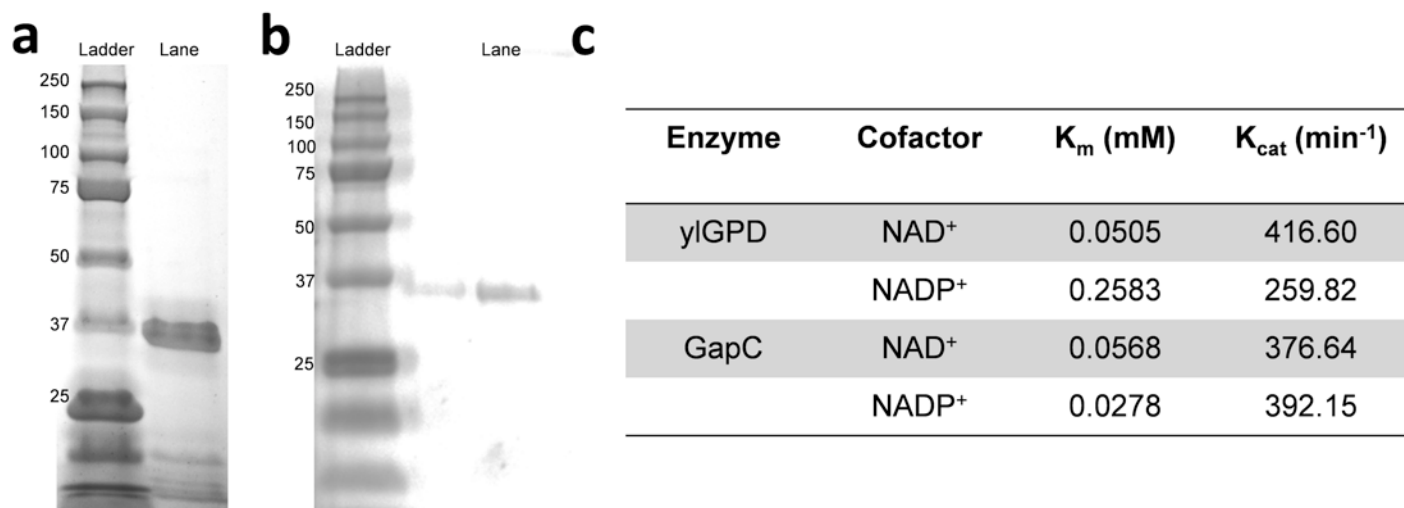 a
Ladder Lane
250
150
100
75
50
37
25
b
Ladder Lane
250
150
100
75
50
37
25
c
Enzyme Cofactor Km (mM) Kcat (min-1)
ylGPD NAD+ 0.0505 416.60
NADP+ 0.2583 259.82
GapC NAD+ 0.0568 376.64
NADP+ 0.0278 392.15